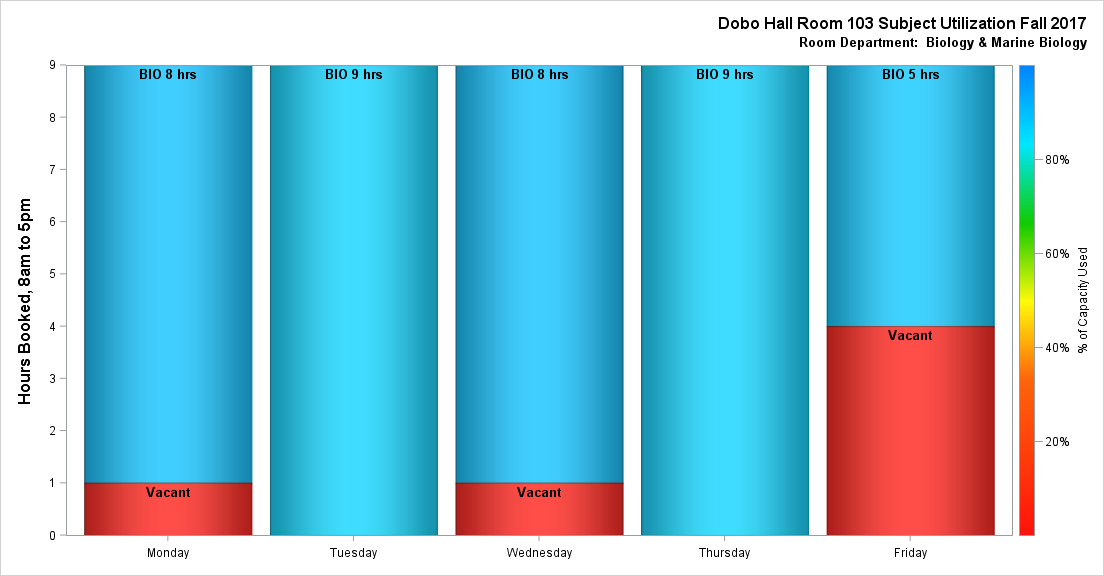 Dobo Hall Room 103 Subject Utilization Fall 2017
Room Department:  Biology & Marine Biology
Hours Booked, 8am to 5pm
9
8
7
6
5
4
3
2
1
0
BIO 8 hrs
BIO 9 hrs
BIO 8 hrs
BIO 9 hrs
BIO 5 hrs
Vacant
Vacant
Vacant
Monday
Tuesday
Wednesday
Thursday
Friday
80%
60%
40%
20%
% of Capacity Used